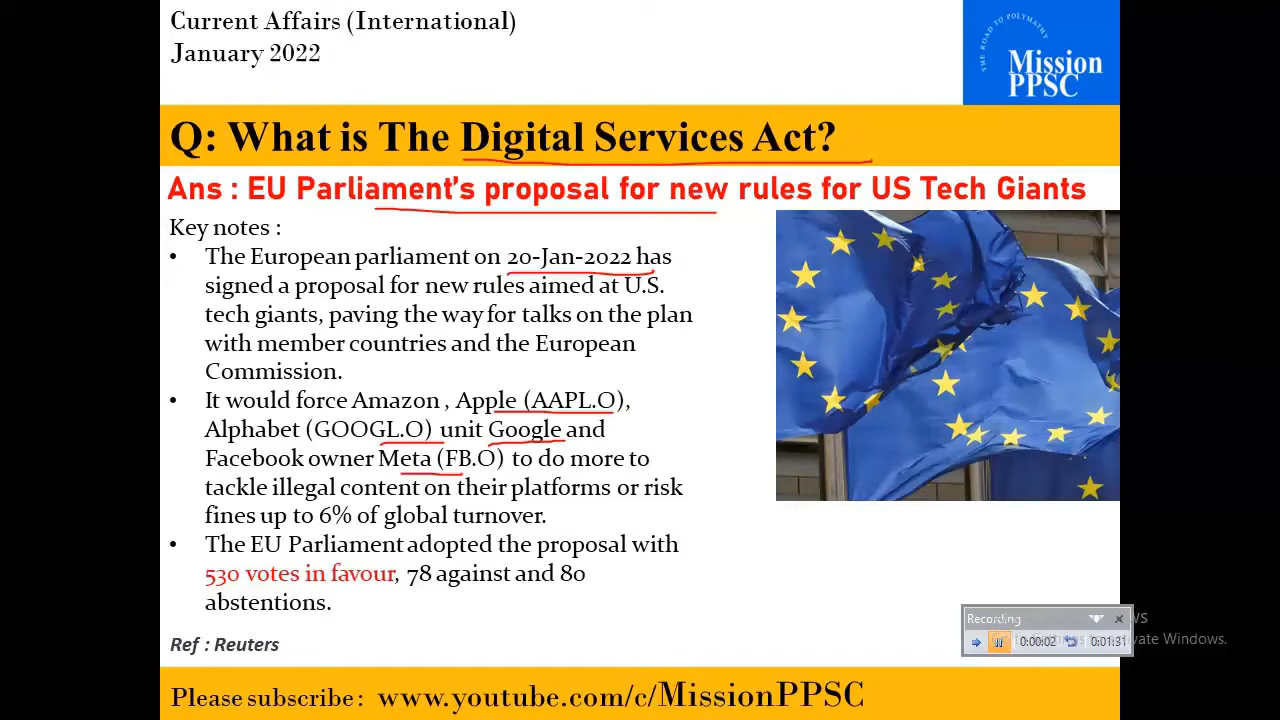 Current Affairs (International)
January 2022
THE ROAD TO POLYMATHY
Mission
PPSC
Q: What is The Digital Services Act?
Ans : EU Parliament's proposal for new rules for US Tech Giants
Key notes :
• The European parliament on 20-Jan-2022 has
signed a proposal for new rules aimed at U.S.
tech giants, paving the way for talks on the plan
with member countries and the European
Commission.
• It would force Amazon , Apple (AAPL.O),
Alphabet (GOOGL.O) unit Google and
Facebook owner Meta (FB.O) to do more to
tackle illegal content on their platforms or risk
fines up to 6% of global turnover.
• The EU Parliament adopted the proposal with
530 votes in favour, 78 against and 80
abstentions.
Ref : Reuters
Recording
0:00:02 0:01:31
Windows.
Please subscribe : www.youtube.com/c/MissionPPSC